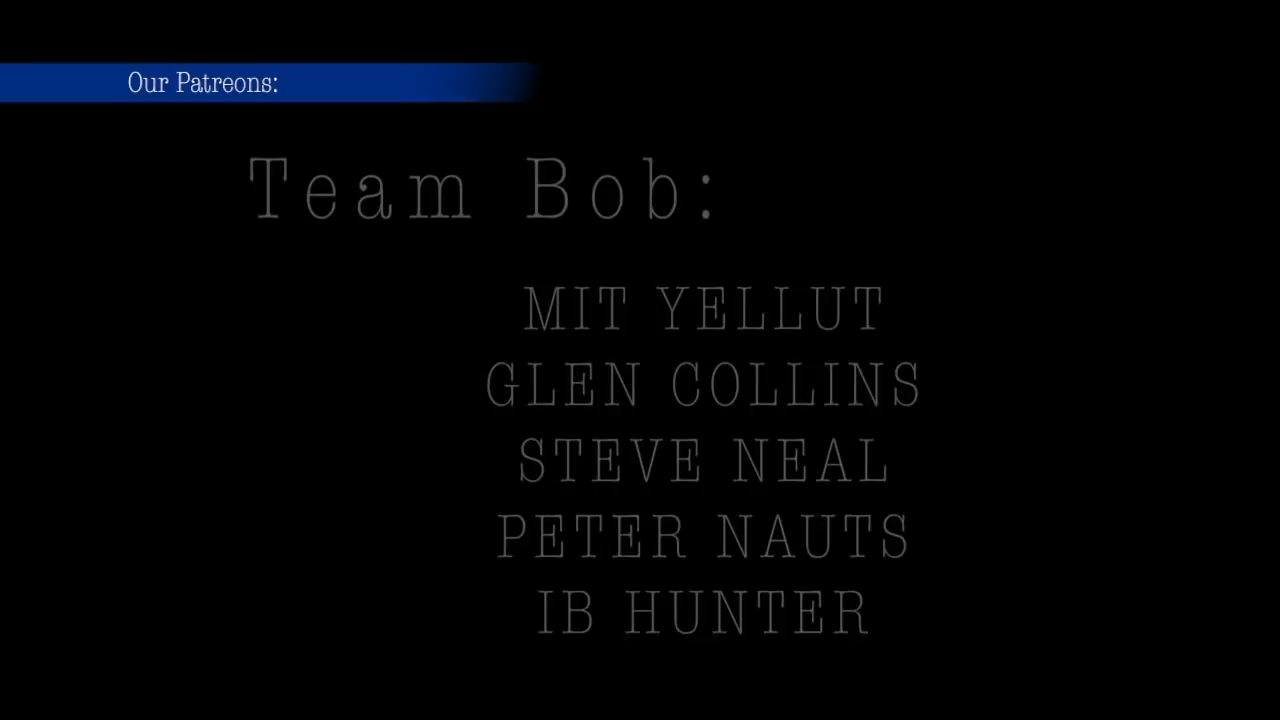 Our Patreons:
Team Bob:
MIT YELLUT
GLEN COLLINS
STEVE NEAL
PETER NAUTS
IB HUNTER